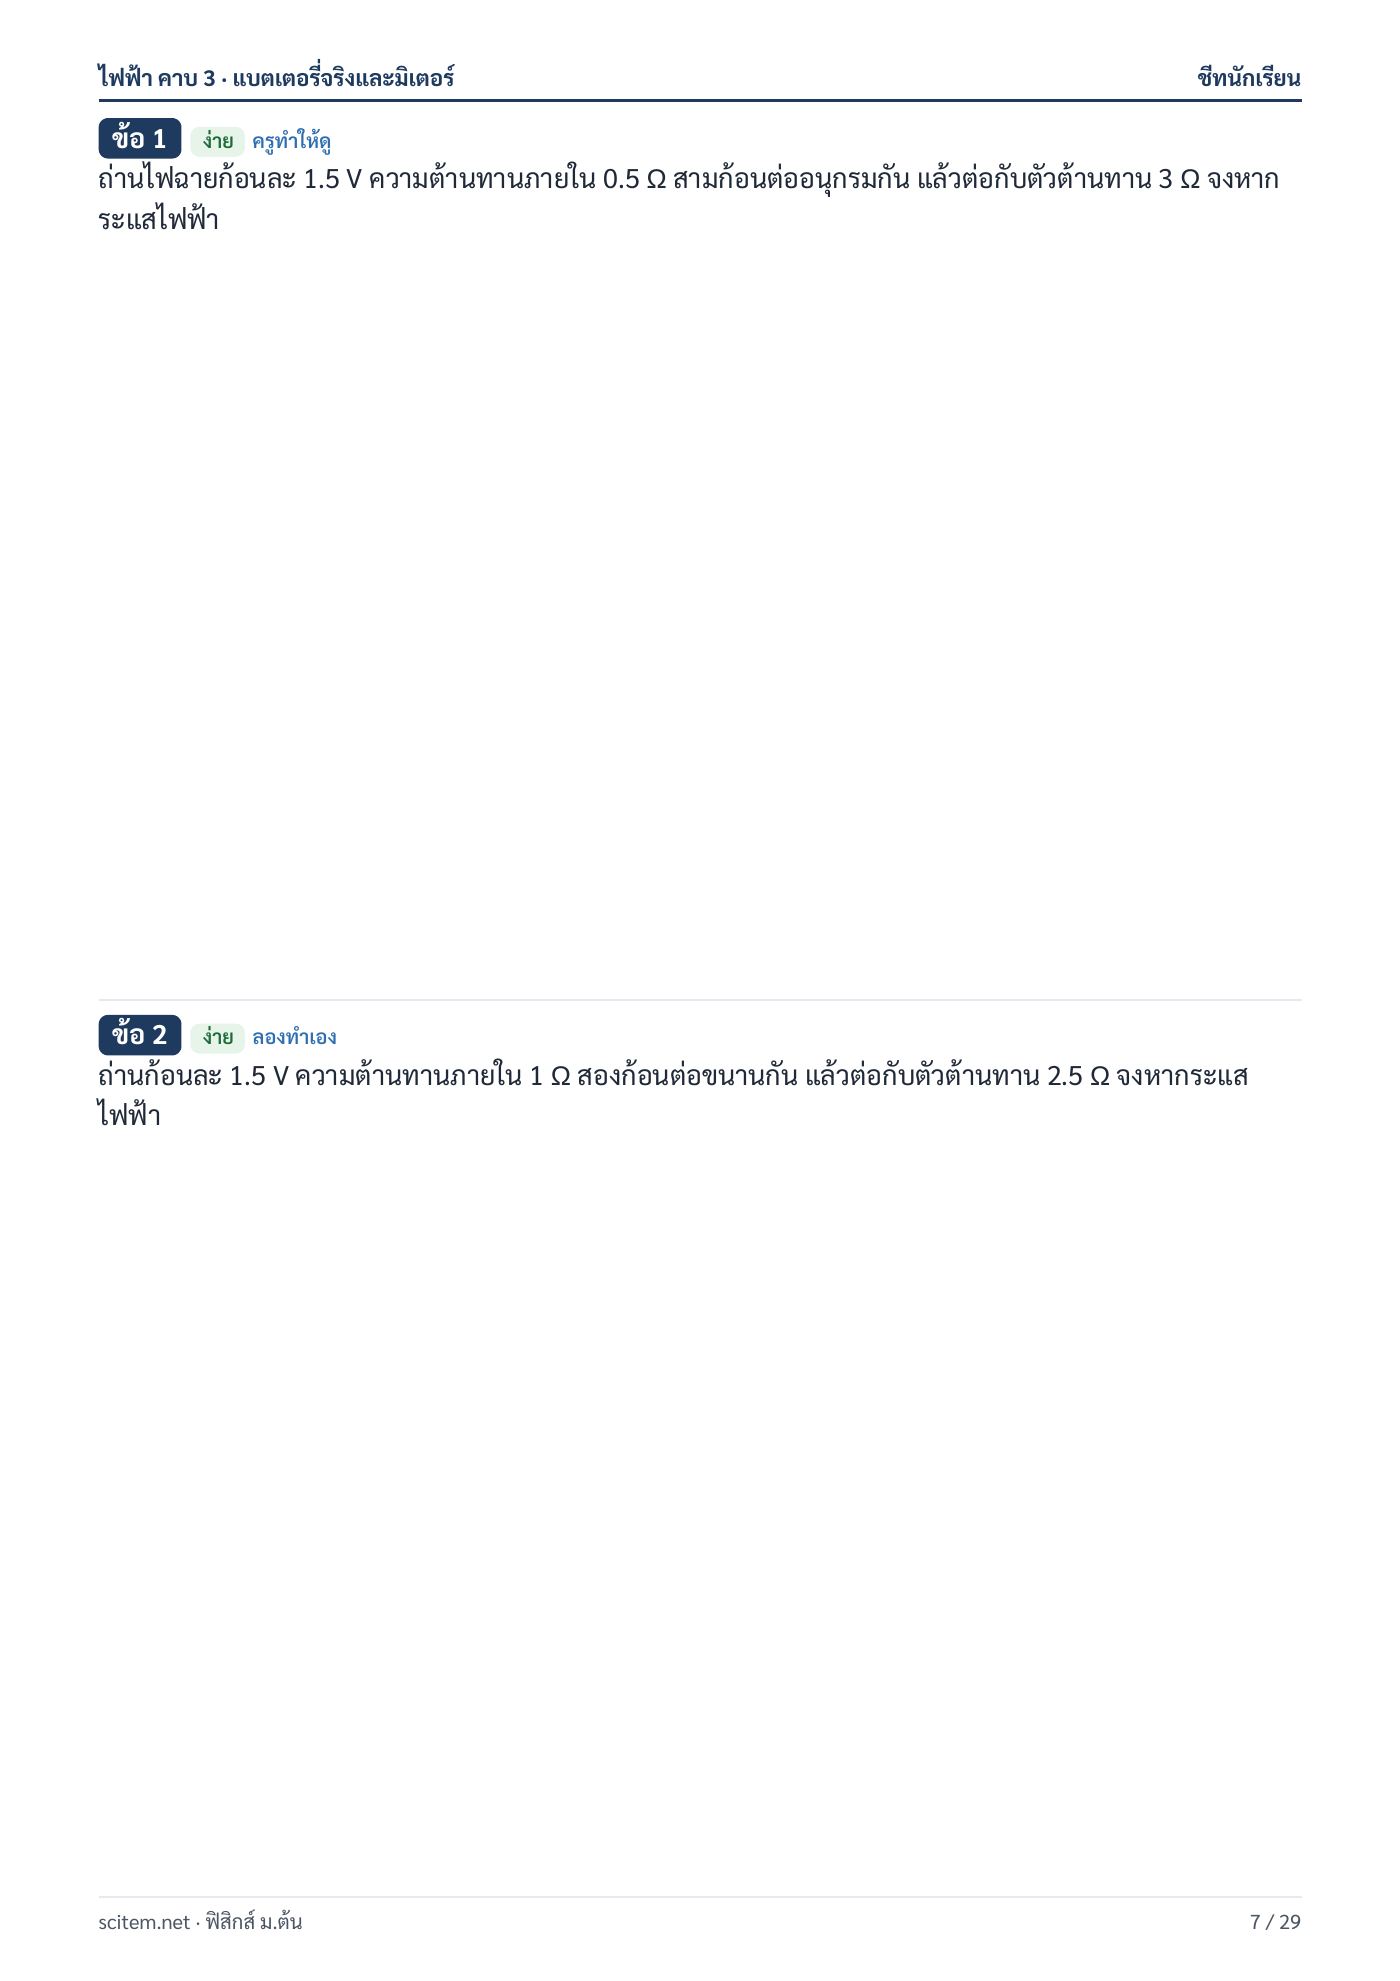 ไฟฟ้า คาบ 3 · แบตเตอรี่จริงและมิเตอร์ ชีทนักเรียน
ข้อ 1 ง่าย ครูทำให้ดู
ถ่านไฟฉายก้อนละ 1.5 V ความต้านทานภายใน 0.5 Ω สามก้อนต่ออนุกรมกัน แล้วต่อกับตัวต้านทาน 3 Ω จงหาก
ระแสไฟฟ้า
ข้อ 2 ง่าย ลองทำเอง
ถ่านก้อนละ 1.5 V ความต้านทานภายใน 1 Ω สองก้อนต่อขนานกัน แล้วต่อกับตัวต้านทาน 2.5 Ω จงหากระแส
ไฟฟ้า
scitem.net · ฟิสิกส์ ม.ต้น 7 / 29